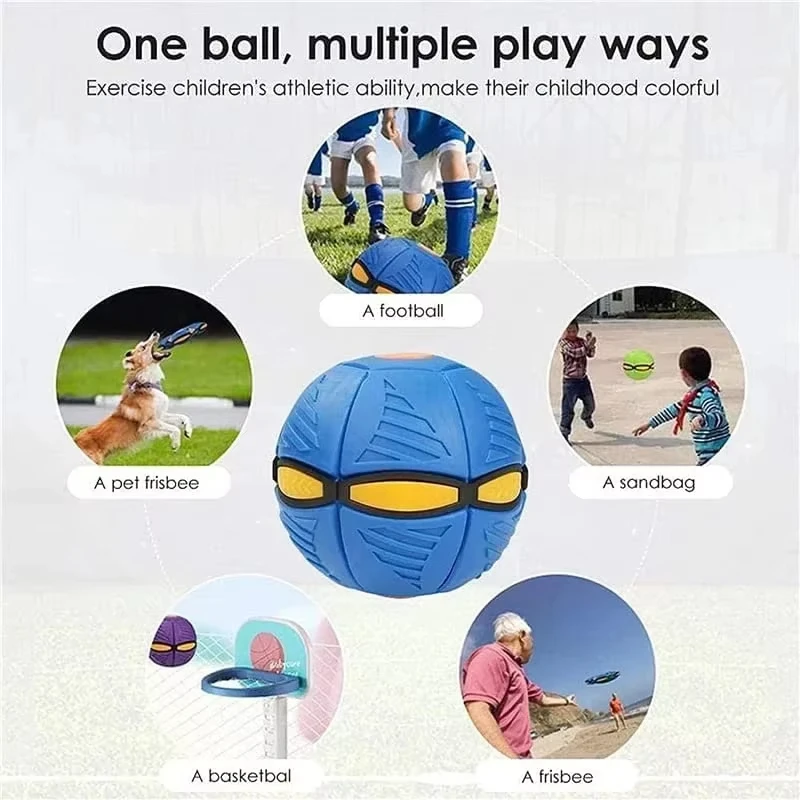 One ball, multiple play ways
Exercise children's athletic ability,make their childhood colorful
A football
A pet frisbee
A sandbag
Babycare
A basketbal
A frisbee